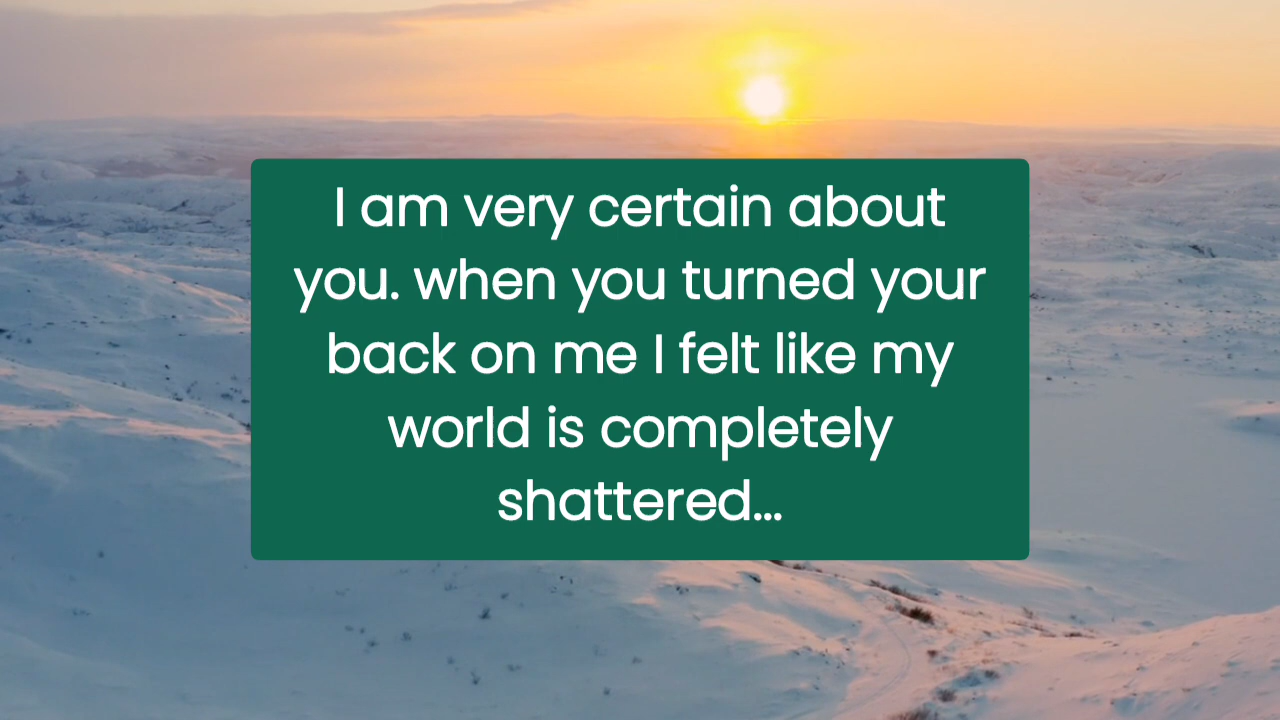 I am very certain about
you. when you turned your
back on me I felt like my
world is completely
shattered...